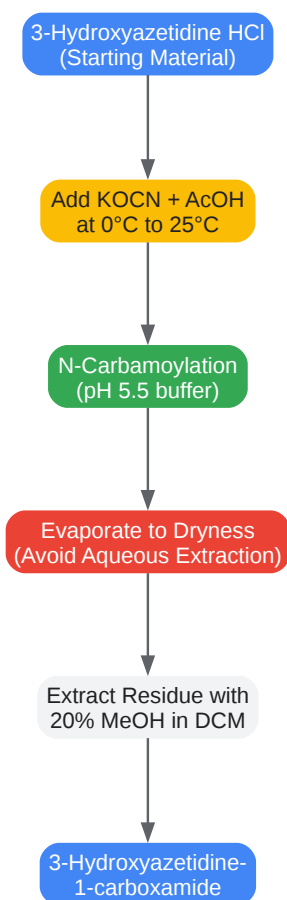 3-Hydroxyazetidine HCl
(Starting Material)
Add KOCN + AcOH
at 0°C to 25°C
N-Carbamoylation
(pH 5.5 buffer)
Evaporate to Dryness
(Avoid Aqueous Extraction)
Extract Residue with
20% MeOH in DCM
3-Hydroxyazetidine-
1-carboxamide